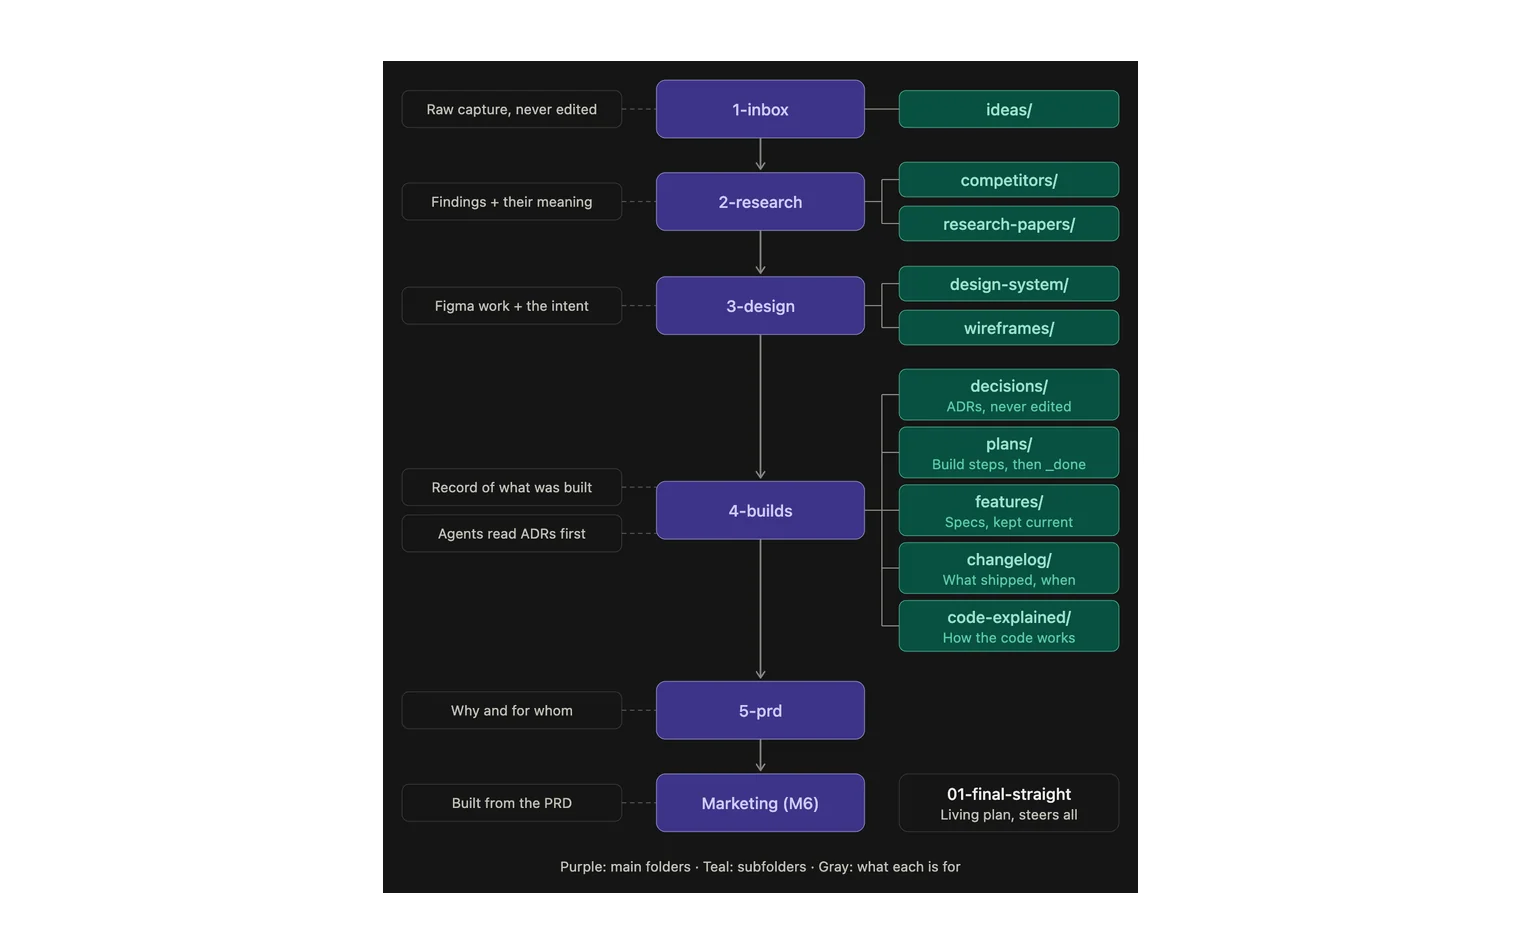 Raw capture, never edited
1-inbox
ideas/
Findings + their meaning
2-research
competitors/
research-papers/
Figma work + the intent
3-design
design-system/
wireframes/
Record of what was built
Agents read ADRs first
4-builds
decisions/
ADRs, never edited
plans/
Build steps, then _done
features/
Specs, kept current
changelog/
What shipped, when
code-explained/
How the code works
Why and for whom
5-prd
Built from the PRD
Marketing (M6)
01-final-straight
Living plan, steers all
Purple: main folders · Teal: subfolders · Gray: what each is for